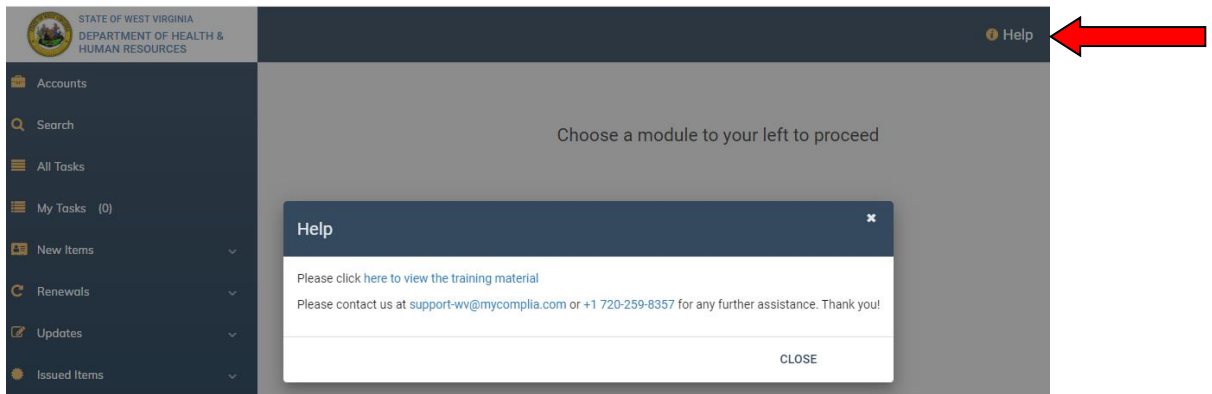 STATE OF WEST VIRGINIA
DEPARTMENT OF HEALTH &
HUMAN RESOURCES
Help
Accounts
Search
All Tasks
My Tasks (0)
New Items
Renewals
Updates
Issued Items
Choose a module to your left to proceed
Help
Please click here to view the training material
Please contact us at support-wv@mycomplia.com or +1 720-259-8357 for any further assistance. Thank you!
CLOSE